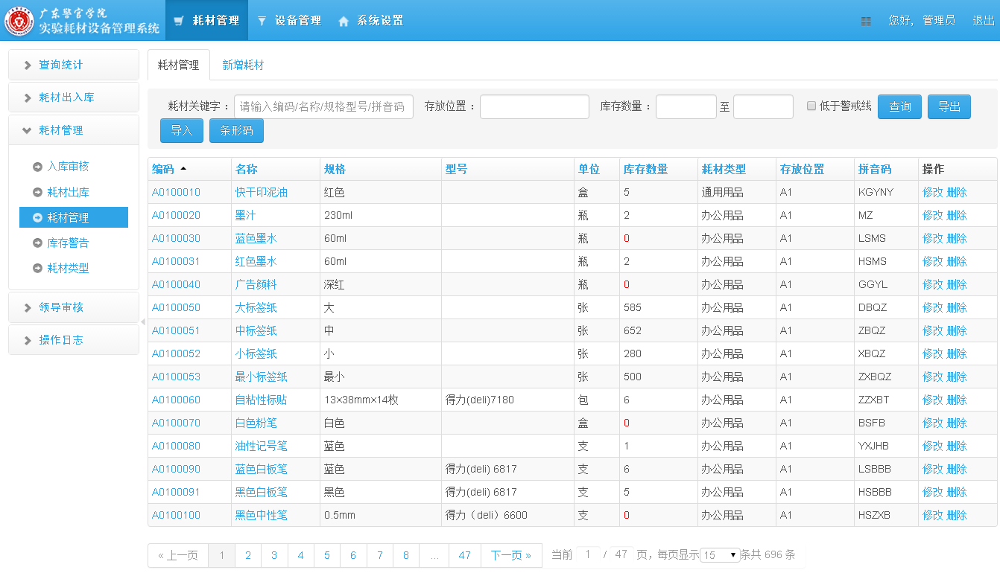 广东警官学院
实验耗材设备管理系统
耗材管理 设备管理 系统设置 您好, 管理员 退出
查询统计
耗材出入库
耗材管理
入库审核
耗材出库
耗材管理
库存警告
耗材类型
领导审核
操作日志
耗材管理 新增耗材
耗材关键字: 请输入编码/名称/规格型号/拼音码 存放位置: 库存数量: 至 低于警戒线 查询 导出
导入 条形码
编码 名称 规格 型号 单位 库存数量 耗材类型 存放位置 拼音码 操作
A0100010 快干印泥油 红色 盒 5 通用用品 A1 KGYNY 修改 删除
A0100020 墨汁 230ml 瓶 2 办公用品 A1 MZ 修改 删除
A0100030 蓝色墨水 60ml 瓶 0 办公用品 A1 LSMS 修改 删除
A0100031 红色墨水 60ml 瓶 2 办公用品 A1 HSMS 修改 删除
A0100040 广告颜料 深红 瓶 0 办公用品 A1 GGYL 修改 删除
A0100050 大标签纸 大 张 585 办公用品 A1 DBQZ 修改 删除
A0100051 中标签纸 中 张 652 办公用品 A1 ZBQZ 修改 删除
A0100052 小标签纸 小 张 280 办公用品 A1 XBQZ 修改 删除
A0100053 最小标签纸 最小 张 500 办公用品 A1 ZXBQZ 修改 删除
A0100060 自粘性标贴 13×38mm×14枚 得力(deli)7180 包 6 办公用品 A1 ZZXBT 修改 删除
A0100070 白色粉笔 白色 盒 0 办公用品 A1 BSFB 修改 删除
A0100080 油性记号笔 蓝色 支 1 办公用品 A1 YXJHB 修改 删除
A0100090 蓝色白板笔 蓝色 得力(deli) 6817 支 6 办公用品 A1 LSBBB 修改 删除
A0100091 黑色白板笔 黑色 得力(deli) 6817 支 5 办公用品 A1 HSBBB 修改 删除
A0100100 黑色中性笔 0.5mm 得力（deli）6600 支 0 办公用品 A1 HSZXB 修改 删除
« 上一页 1 2 3 4 5 6 7 8 ... 47 下一页 » 当前 1 / 47 页，每页显示 15 条共 696 条